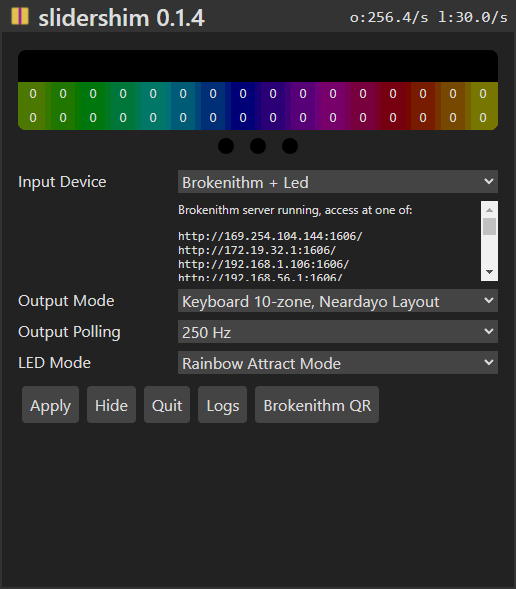 slidershim 0.1.4
o:256.4/s l:30.0/s
0 0 0 0 0 0 0 0 0 0 0 0 0 0 0 0
0 0 0 0 0 0 0 0 0 0 0 0 0 0 0 0
Input Device
Brokenithm + Led
Brokenithm server running, access at one of:
http://169.254.104.144:1606/
http://172.19.32.1:1606/
http://192.168.1.106:1606/
http://192.168.56.1:1606/
Output Mode
Keyboard 10-zone, Neardayo Layout
Output Polling
250 Hz
LED Mode
Rainbow Attract Mode
Apply
Hide
Quit
Logs
Brokenithm QR